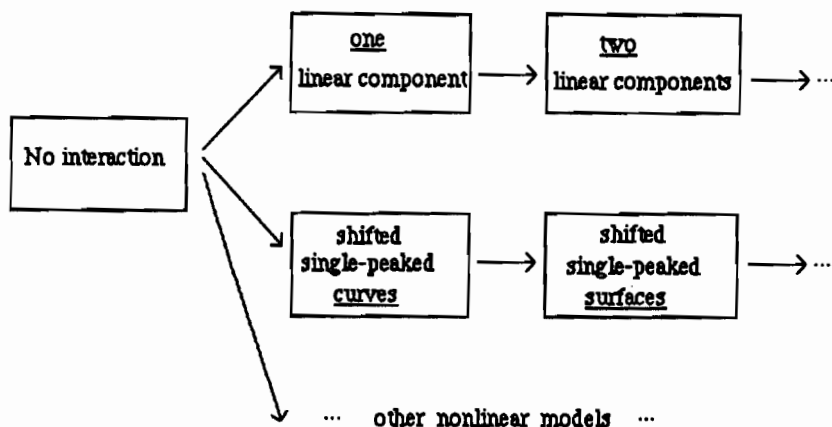 No interaction
one
linear component
two
linear components
...
shifted
single-peaked
curves
shifted
single-peaked
surfaces
...
... other nonlinear models ...